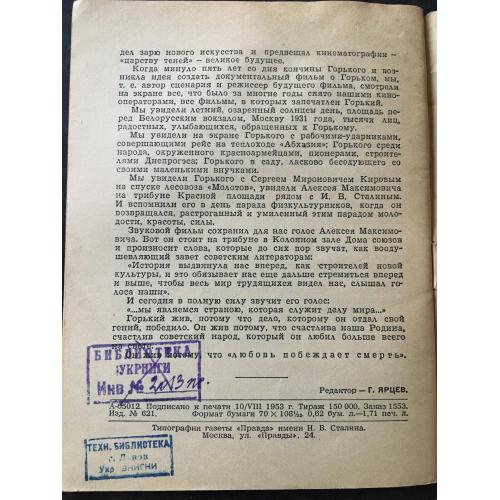 дел зарю нового искусства и предвещал кинематографии —
«царству теней» — великое будущее.
Когда минуло пять лет со дня кончины Горького и воз-
никла идея создать документальный фильм о Горьком, мы,
т. е. автор сценария и режиссер будущего фильма, смотрели
на экране все, что было за многие годы снято нашими кино-
операторами, все фильмы, в которых запечатлен Горький.
Мы увидели летний, озаренный солнцем день, площадь пе-
ред Белорусским вокзалом, Москву 1931 года, тысячи лиц,
радостных, улыбающихся, обращенных к Горькому.
Мы увидели на экране Горького с рабочими-ударниками,
совершающими рейс на теплоходе «Абхазия»; Горького среди
народа, окруженного красноармейцами, пионерами, строите-
лями Днепрогэса; Горького в саду, ласково беседующего со
своими маленькими внучками.
Мы увидели Горького с Сергеем Мироновичем Кировым
на спуске лесовоза «Молотов», увидели Алексея Максимовича
на трибуне Красной площади рядом с И. В. Сталиным.
И вспомнили его в день парада физкультурников, когда он
возвращался, растроганный и умиленный этим парадом моло-
дости, красоты, силы.
Звуковой фильм сохранил для нас голос Алексея Максимо-
вича. Вот он стоит на трибуне в Колонном зале Дома союзов
и произносит слова, которые до сих пор звучат, как вооду-
шевляющий завет советским литераторам:
«История выдвинула нас вперед, как строителей новой
культуры, и это обязывает нас еще дальше стремиться вперед
и выше, чтобы весь мир трудящихся видел нас, слышал го-
лоса наши».
И сегодня в полную силу звучит его голос:
«...мы являемся страною, которая служит делу мира...»
Горький жив, потому что дело, которому он отдал свой
гений, победило. Он жив потому, что счастлива наша Родина,
счастлив советский народ, который он любил больше всего
на свете.
Он жив потому, что «любовь побеждает смерть».
БИБЛИОТЕКА
УКРНИГИ
Инв № 2013
Редактор — Г. ЯРЦЕВ.
А-05012. Подписано к печати 10/VIII 1953 г. Тираж 150 000. Заказ 1553.
Изд. № 621. Формат бумаги 70 × 108¹/₃₂. 0,62 бум. л.—1,71 печ. л.
Типография газеты «Правда» имени И. В. Сталина.
Москва, ул. «Правды», 24.
ТЕХН. БИБЛИОТЕКА
г. Львов
Укр ВНИГНИ